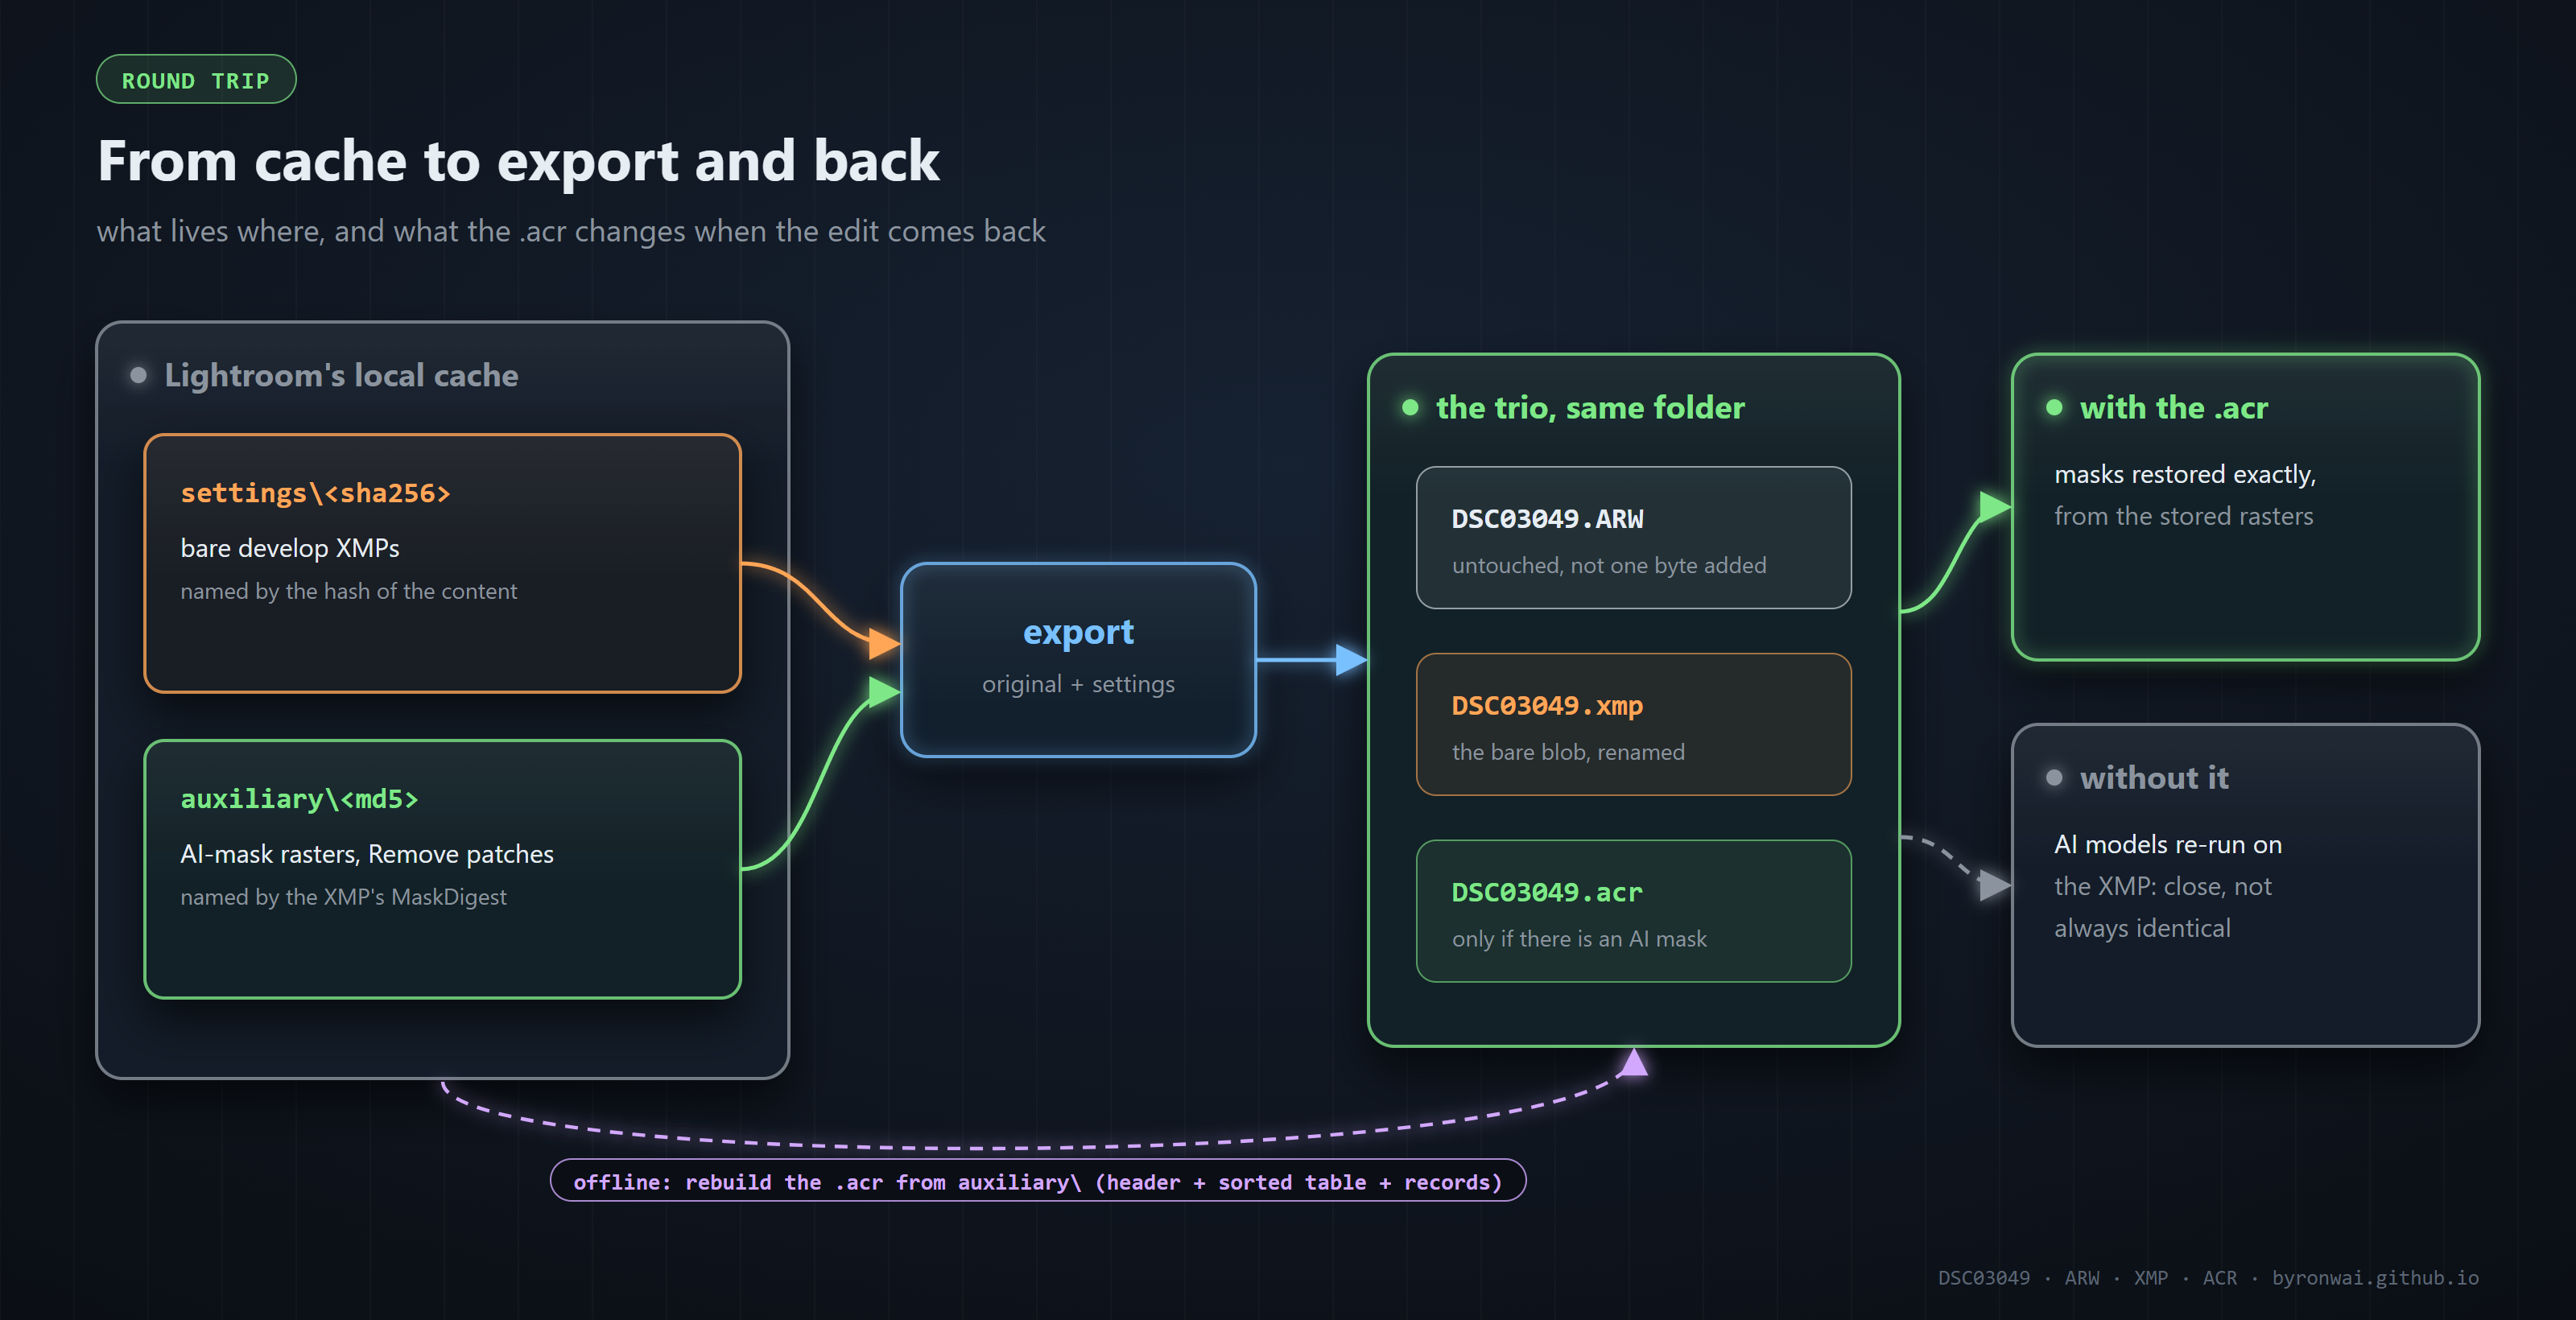 ROUND TRIP
From cache to export and back
what lives where, and what the .acr changes when the edit comes back
Lightroom's local cache
settings\<sha256>
bare develop XMPs
named by the hash of the content
auxiliary\<md5>
AI-mask rasters, Remove patches
named by the XMP's MaskDigest
export
original + settings
the trio, same folder
DSC03049.ARW
untouched, not one byte added
DSC03049.xmp
the bare blob, renamed
DSC03049.acr
only if there is an AI mask
with the .acr
masks restored exactly,
from the stored rasters
without it
AI models re-run on
the XMP: close, not
always identical
offline: rebuild the .acr from auxiliary\ (header + sorted table + records)
DSC03049 · ARW · XMP · ACR · byronwai.github.io